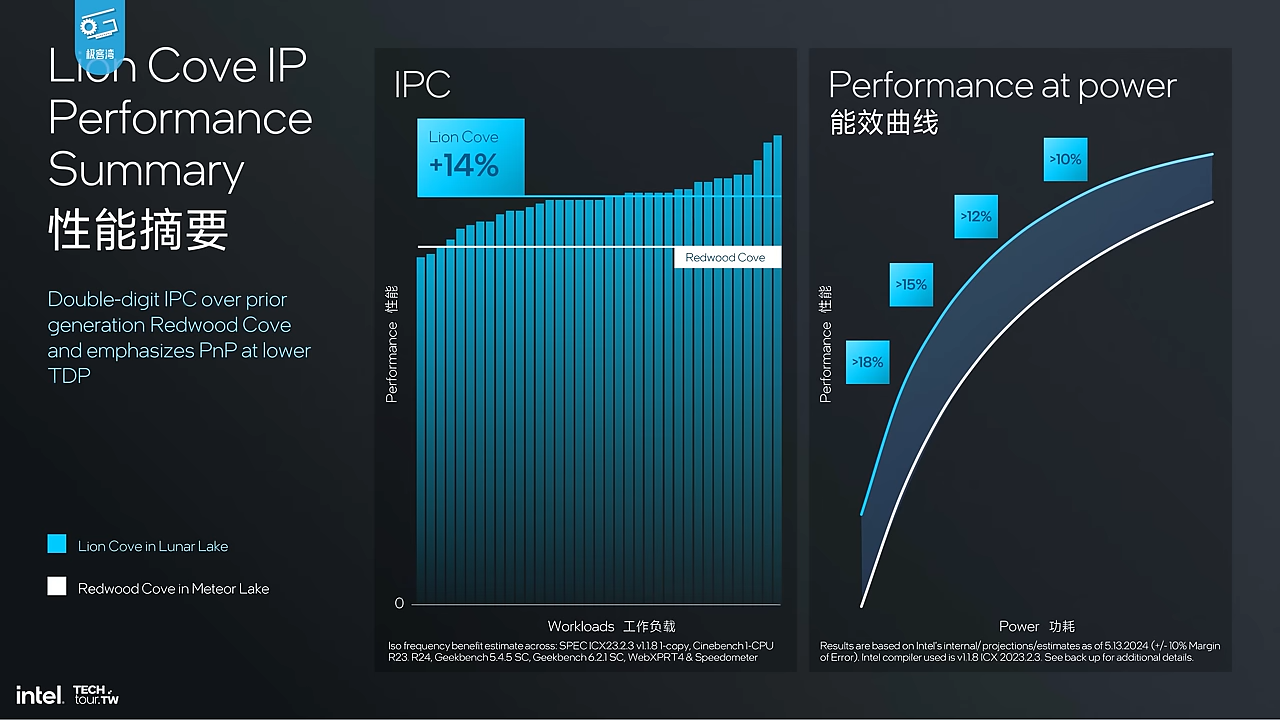 极客湾
Lion Cove IP
Performance
Summary
性能摘要
Double-digit IPC over prior
generation Redwood Cove
and emphasizes PnP at lower
TDP
Lion Cove in Lunar Lake
Redwood Cove in Meteor Lake
intel. TECH
tour.TW
IPC
Lion Cove
+14%
Redwood Cove
Performance 性能
0
Workloads 工作负载
Iso frequency benefit estimate across: SPEC ICX23.2.3 v1.1.8 1-copy, Cinebench 1-CPU
R23. R24, Geekbench 5.4.5 SC, Geekbench 6.2.1 SC, WebXPRT4 & Speedometer
Performance at power
能效曲线
>10%
>12%
>15%
>18%
Performance 性能
Power 功耗
Results are based on Intel's internal/ projections/estimates as of 5.13.2024 (+/- 10% Margin
of Error). Intel compiler used is v1.1.8 ICX 2023.2.3. See back up for additional details.